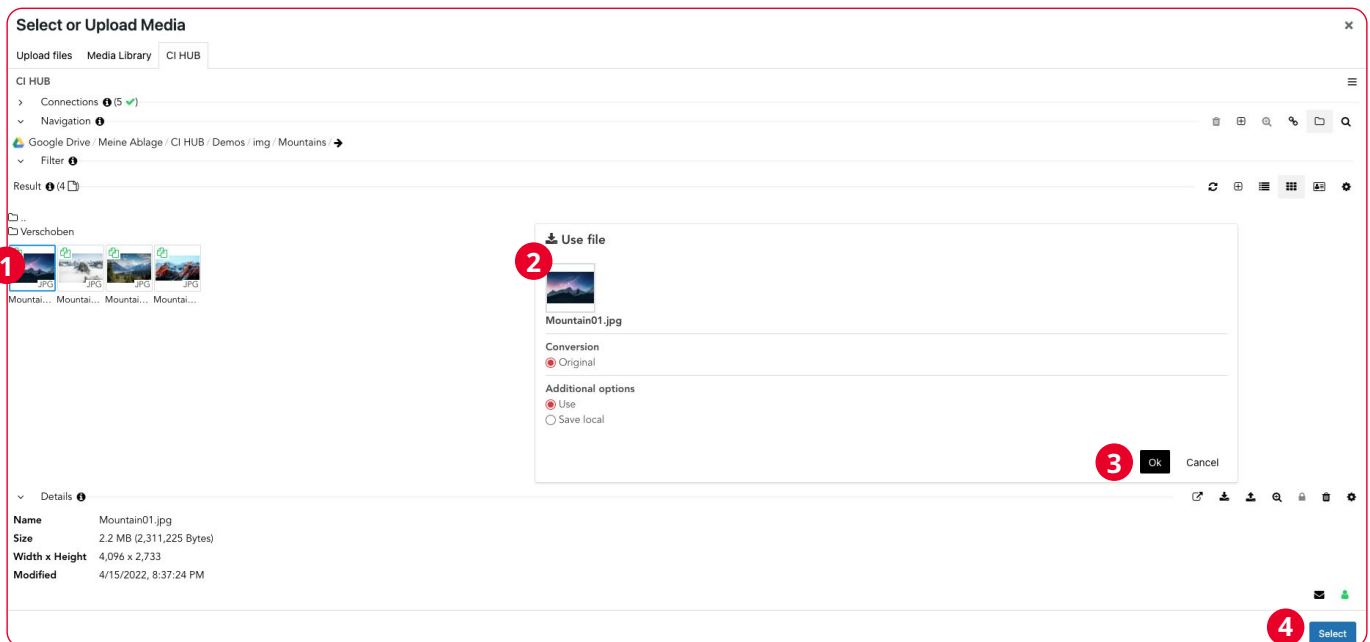 Select or Upload Media
Upload files Media Library CI HUB
CI HUB
Connections (5 ✔)
Navigation
Google Drive / Meine Ablage / CI HUB / Demos / img / Mountains /
Filter
Result (4)
..
Verschoben
1
JPG JPG JPG JPG
Mountai... Mountai... Mountai... Mountai...
Use file
2
Mountain01.jpg
Conversion
Original
Additional options
Use
Save local
3 Ok Cancel
Details
Name Mountain01.jpg
Size 2.2 MB (2,311,225 Bytes)
Width x Height 4,096 x 2,733
Modified 4/15/2022, 8:37:24 PM
4 Select